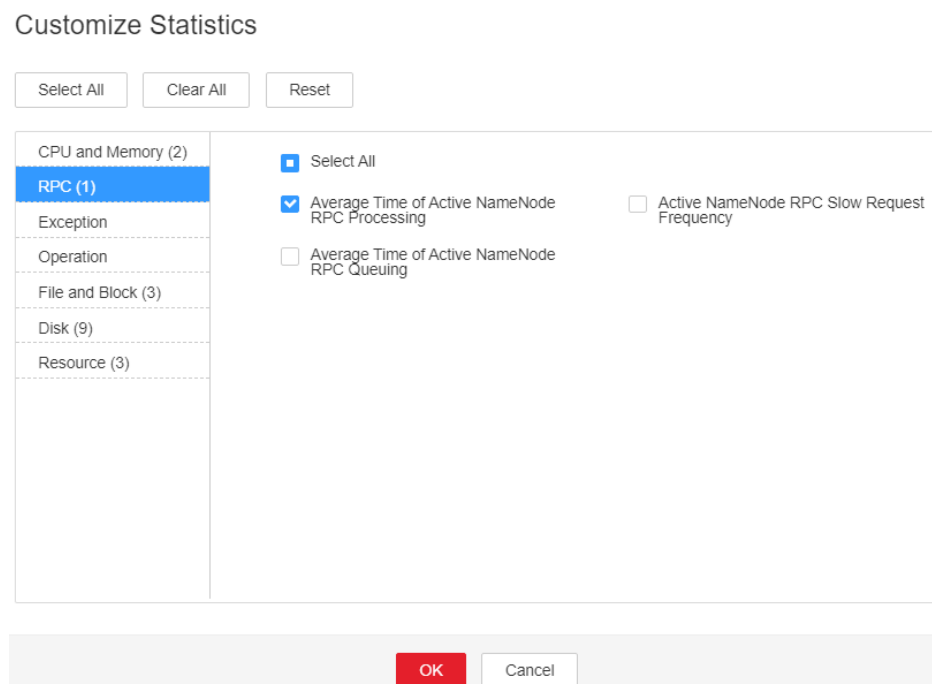 Customize Statistics
Select All
Clear All
Reset
CPU and Memory (2)
RPC (1)
Exception
Operation
File and Block (3)
Disk (9)
Resource (3)
Select All
Average Time of Active NameNode
RPC Processing
Active NameNode RPC Slow Request
Frequency
Average Time of Active NameNode
RPC Queuing
OK
Cancel